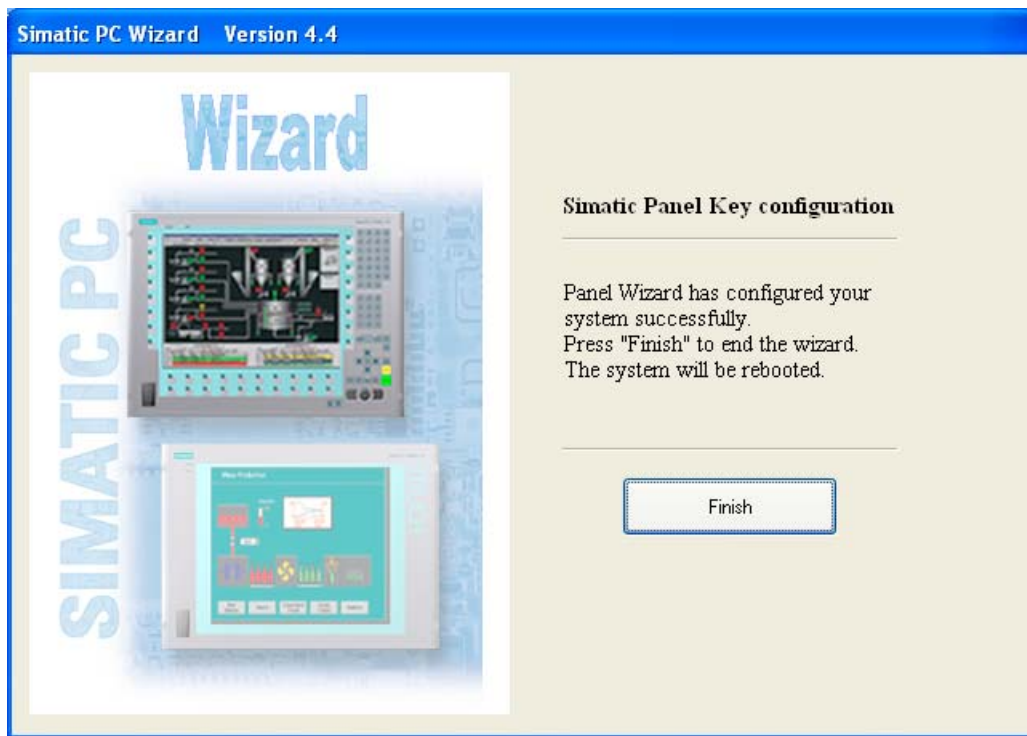 Simatic PC Wizard Version 4.4
Wizard
SIMATIC PC
Simatic Panel Key configuration
Panel Wizard has configured your
system successfully.
Press "Finish" to end the wizard.
The system will be rebooted.
Finish